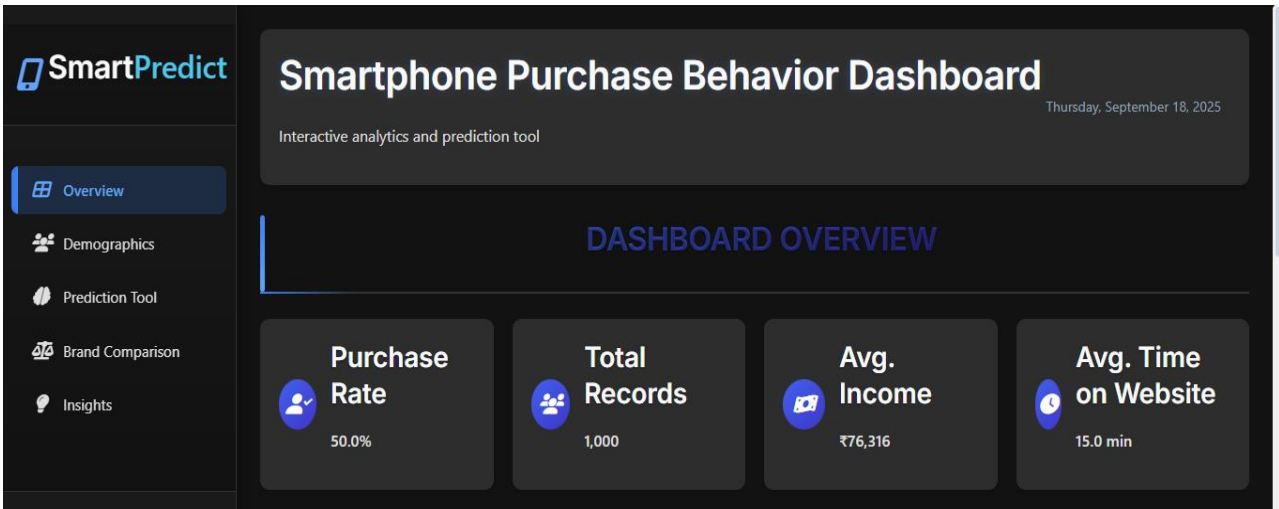 SmartPredict
Overview
Demographics
Prediction Tool
Brand Comparison
Insights
Smartphone Purchase Behavior Dashboard
Thursday, September 18, 2025
Interactive analytics and prediction tool
DASHBOARD OVERVIEW
Purchase
Rate
50.0%
Total
Records
1,000
Avg.
Income
₹76,316
Avg. Time
on Website
15.0 min